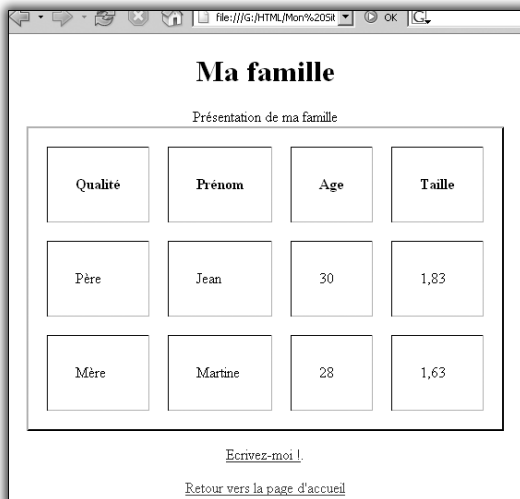 file:///G:/HTML/Mon%20Sit OK G
Ma famille
Présentation de ma famille
Qualité Prénom Age Taille
Père Jean 30 1,83
Mère Martine 28 1,63
Ecrivez-moi !.
Retour vers la page d'accueil